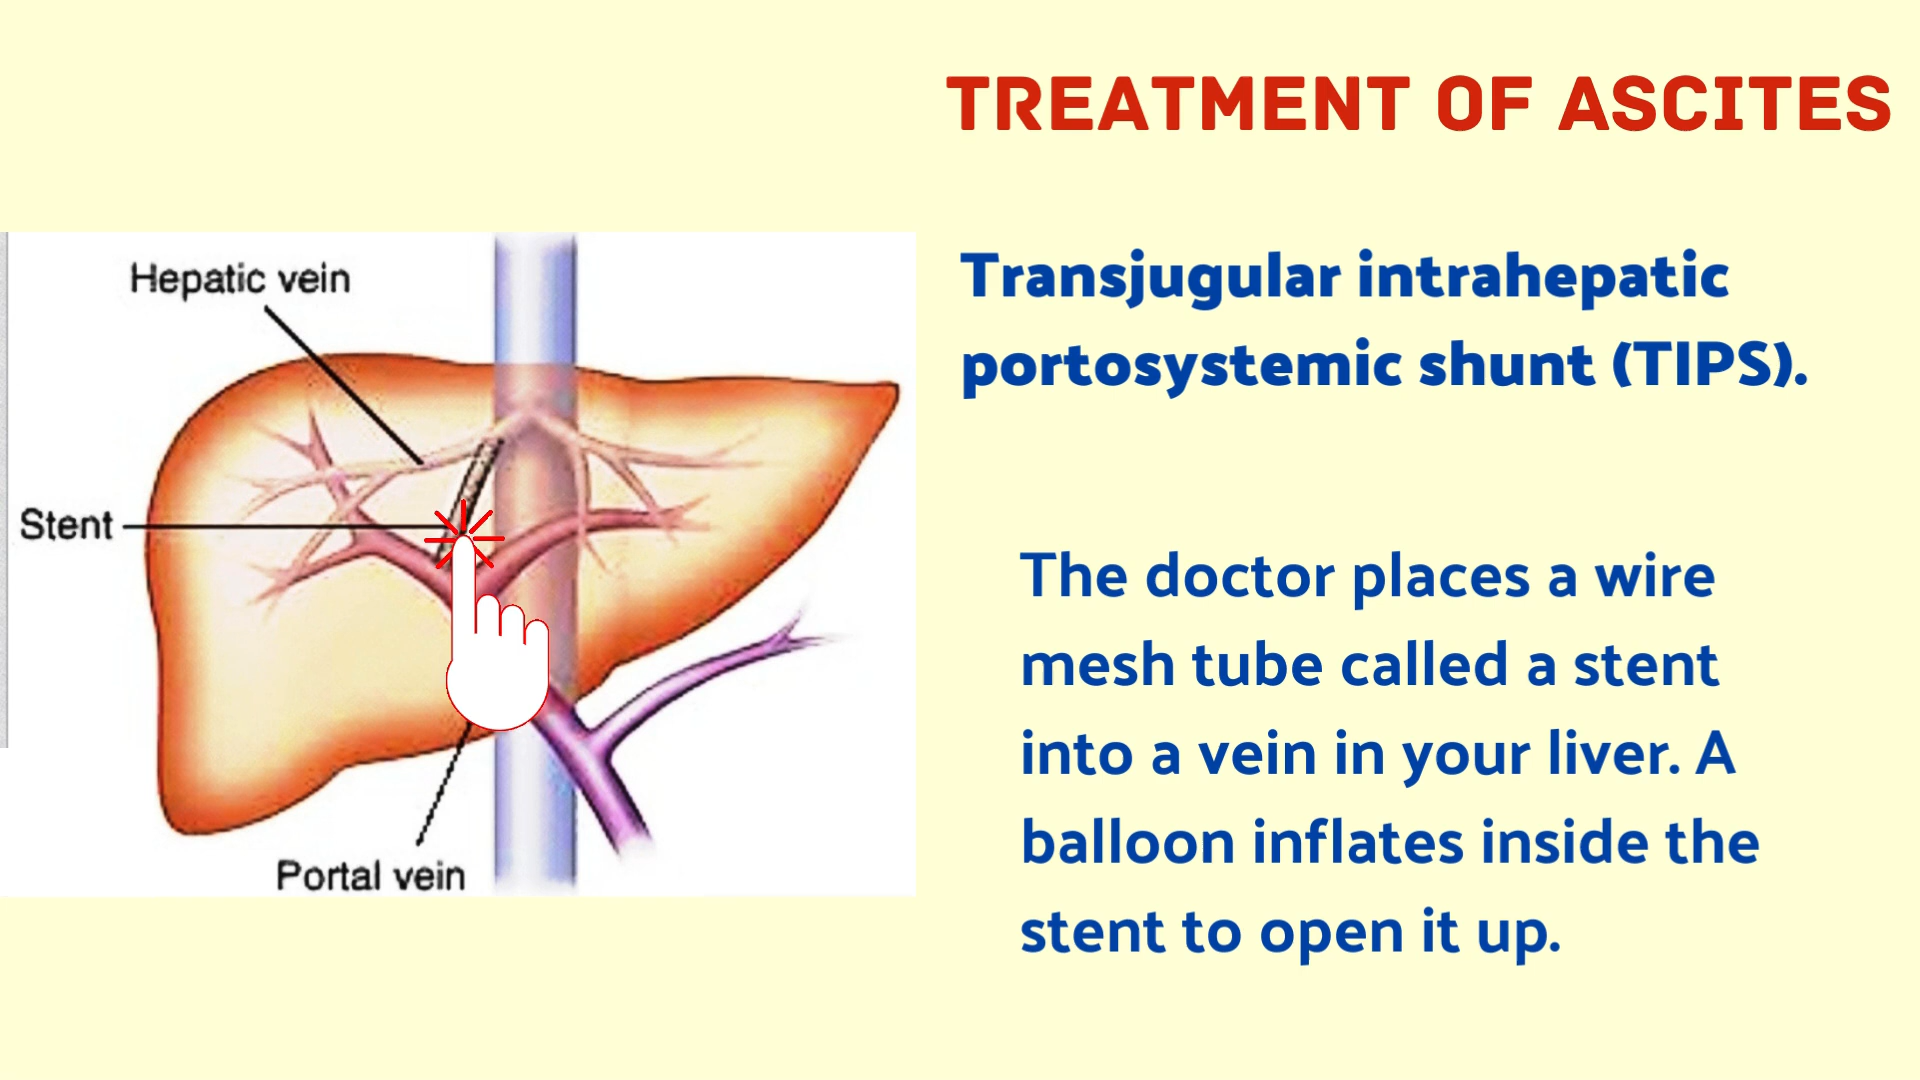 TREATMENT OF ASCITES
Hepatic vein
Stent
Portal vein
Transjugular intrahepatic
portosystemic shunt (TIPS).
The doctor places a wire
mesh tube called a stent
into a vein in your liver. A
balloon inflates inside the
stent to open it up.